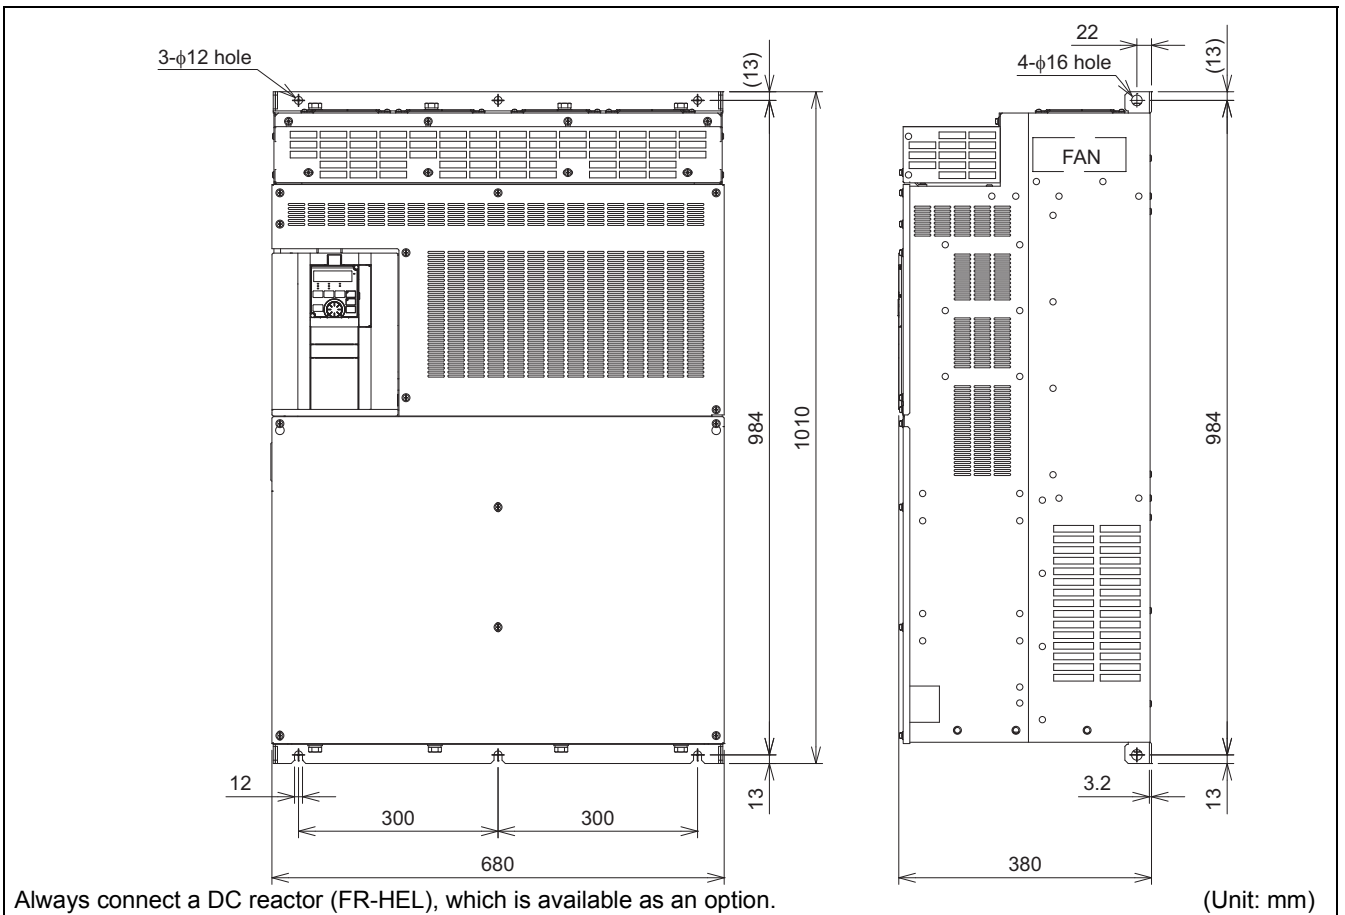 3-ϕ12 hole
(13)
22
4-ϕ16 hole
(13)
FAN
984
1010
984
12
300
300
13
3.2
13
680
380
Always connect a DC reactor (FR-HEL), which is available as an option.
(Unit: mm)